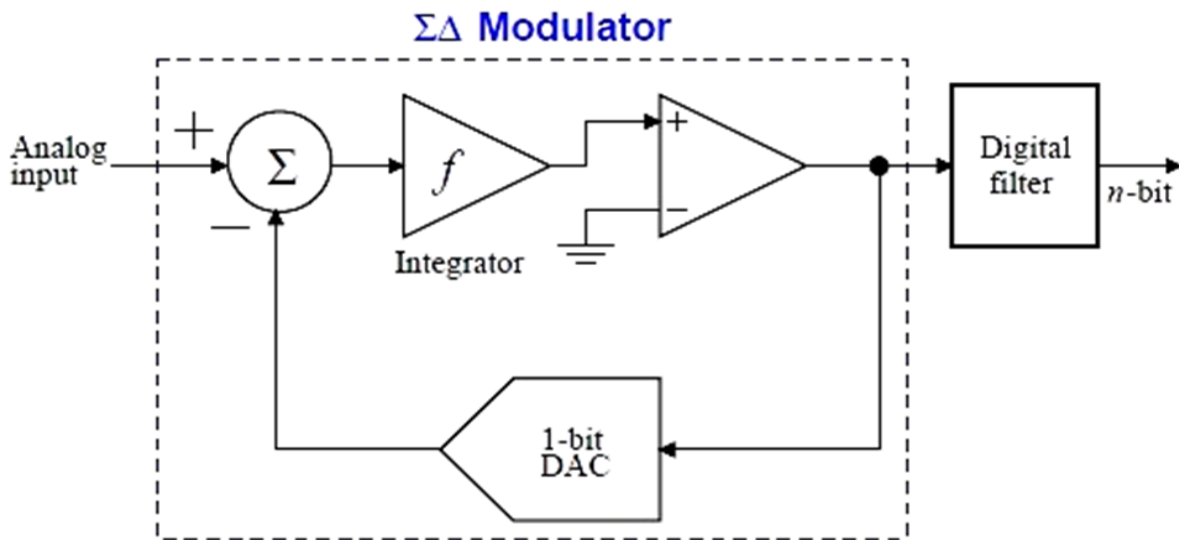 ΣΔ Modulator
Analog
input
+
−
Σ
f
Integrator
+
−
Digital
filter
n-bit
1-bit
DAC